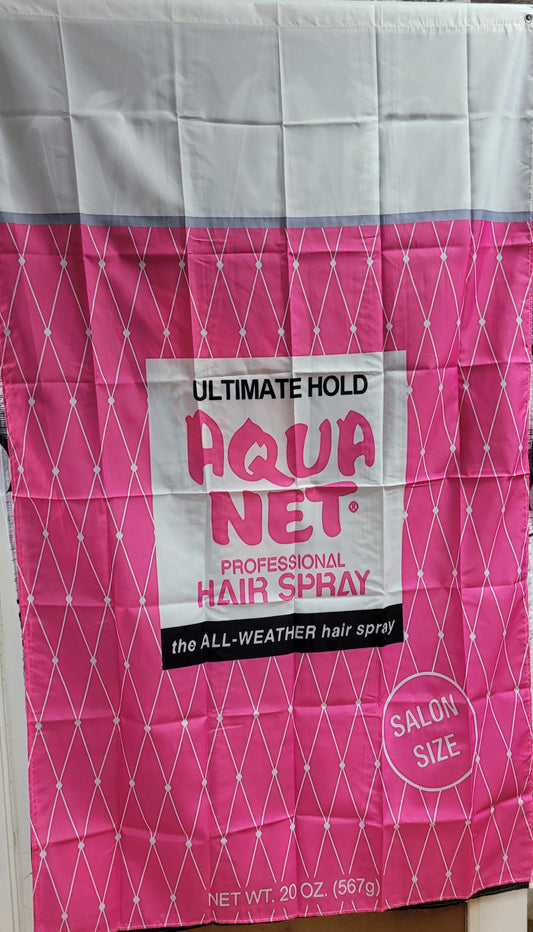 ULTIMATE HOLD
AQUA
NET®
PROFESSIONAL
HAIR SPRAY
the ALL-WEATHER hair spray
SALON
SIZE
NET WT. 20 OZ. (567g)